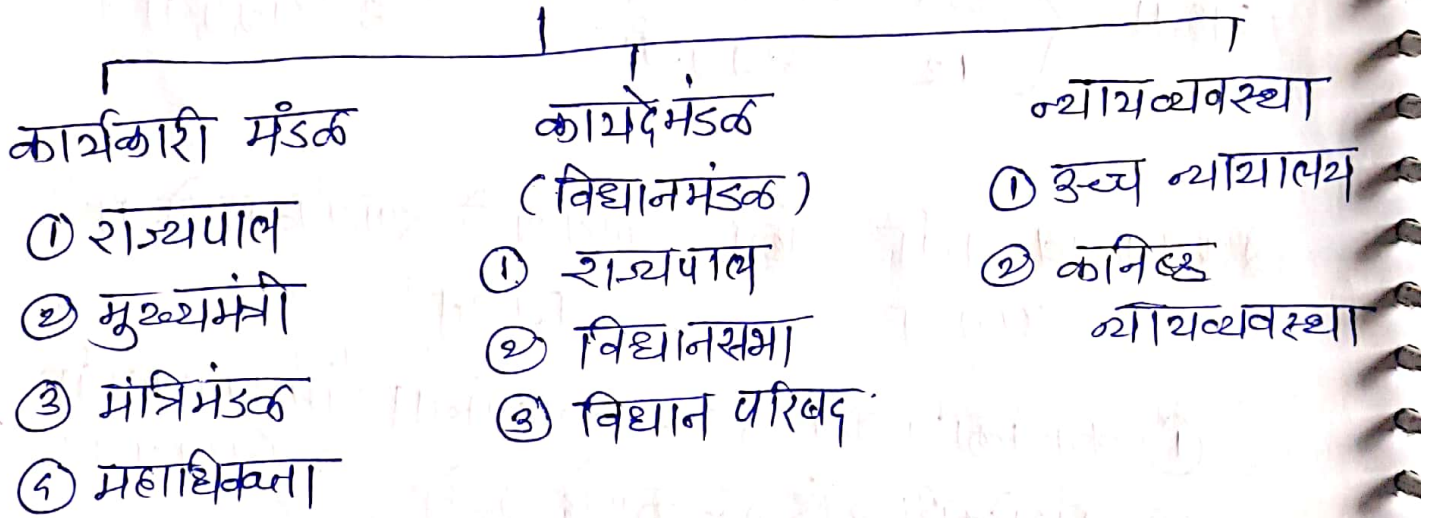 कार्यकारी मंडळ
① राज्यपाल
② मुख्यमंत्री
③ मंत्रिमंडळ
④ महाधिवक्ता
कायदेमंडळ
(विधानमंडळ)
① राज्यपाल
② विधानसभा
③ विधान परिषद
न्यायव्यवस्था
① उच्च न्यायालय
② कनिष्ठ
न्यायव्यवस्था